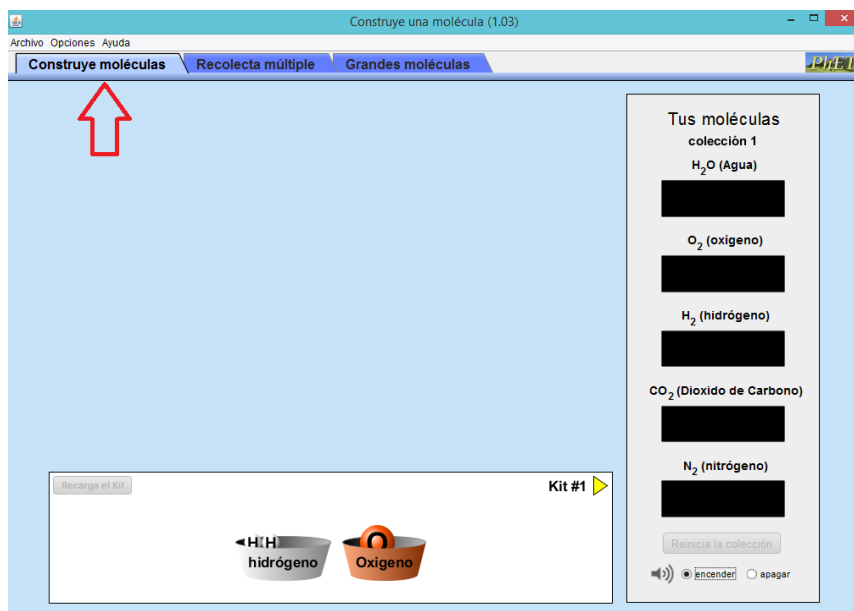 Construye una molécula (1.03)
Archivo Opciones Ayuda
Construye moléculas Recolecta múltiple Grandes moléculas
PhET
Tus moléculas
colección 1
H2O (Agua)
O2 (oxígeno)
H2 (hidrógeno)
CO2 (Dioxido de Carbono)
N2 (nitrógeno)
Reinicia la colección
encender apagar
Recarga el Kit
Kit #1
H H O
hidrógeno Oxigeno